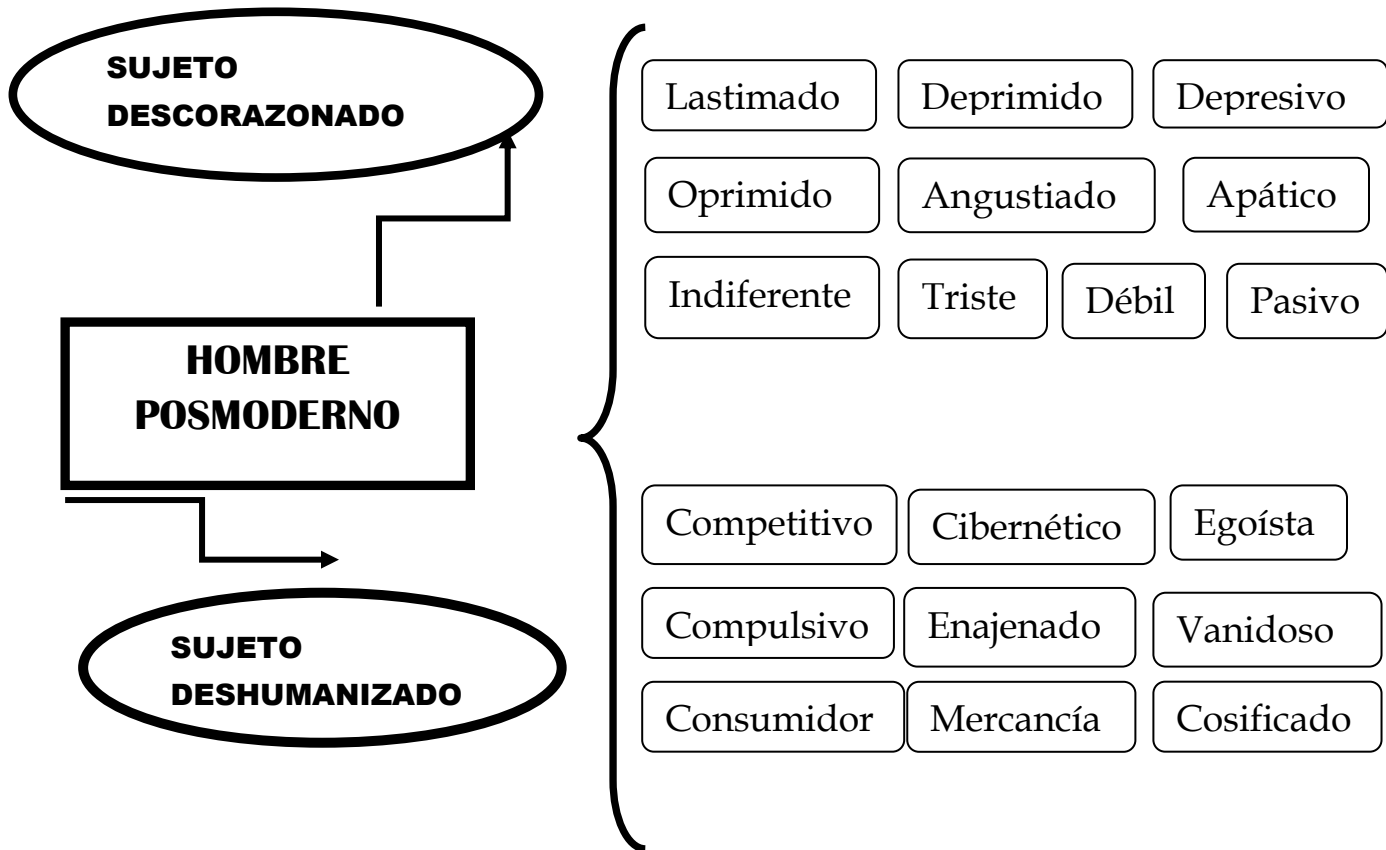 SUJETO
DESCORAZONADO
Lastimado Deprimido Depresivo
Oprimido Angustiado Apático
Indiferente Triste Débil Pasivo
HOMBRE
POSMODERNO
Competitivo Cibernético Egoísta
Compulsivo Enajenado Vanidoso
Consumidor Mercancía Cosificado
SUJETO
DESHUMANIZADO